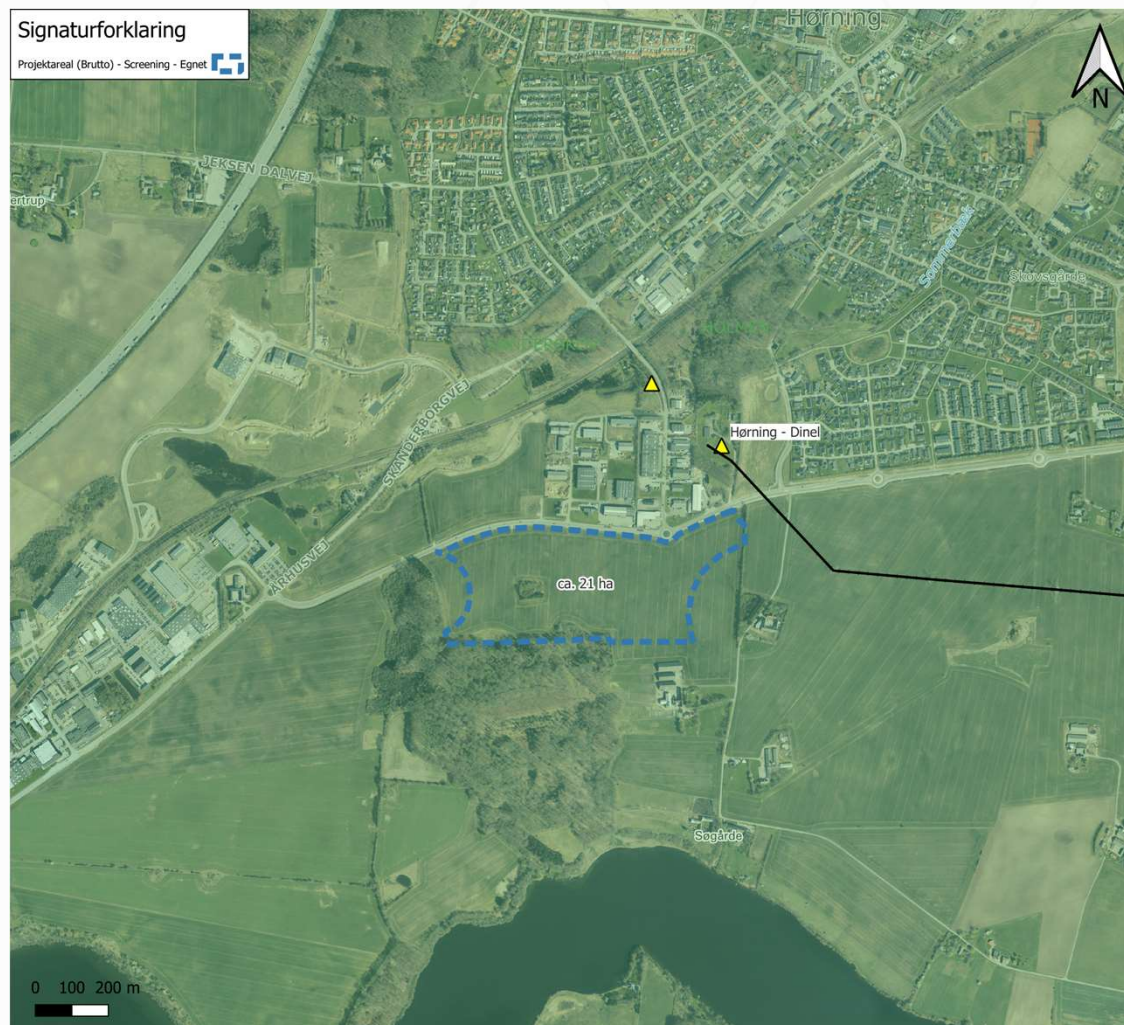 Signaturforklaring
Projektareal (Brutto) - Screening - Egnet
Hørning
N
JEKSEN DALVEJ
ertrup
Sommerbæk
Skovsgårde
SKANDERBORGVEJ
Hørning - Dinel
ÅRHUSVEJ
ca. 21 ha
Søgårde
0 100 200 m